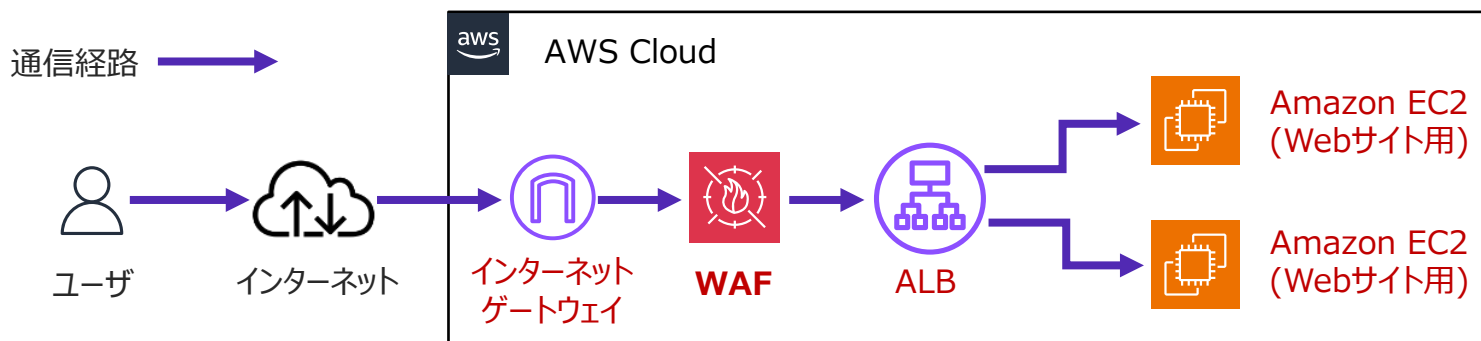 通信経路
aws
AWS Cloud
Amazon EC2
(Webサイト用)
ユーザ
インターネット
インターネット
ゲートウェイ
WAF
ALB
Amazon EC2
(Webサイト用)